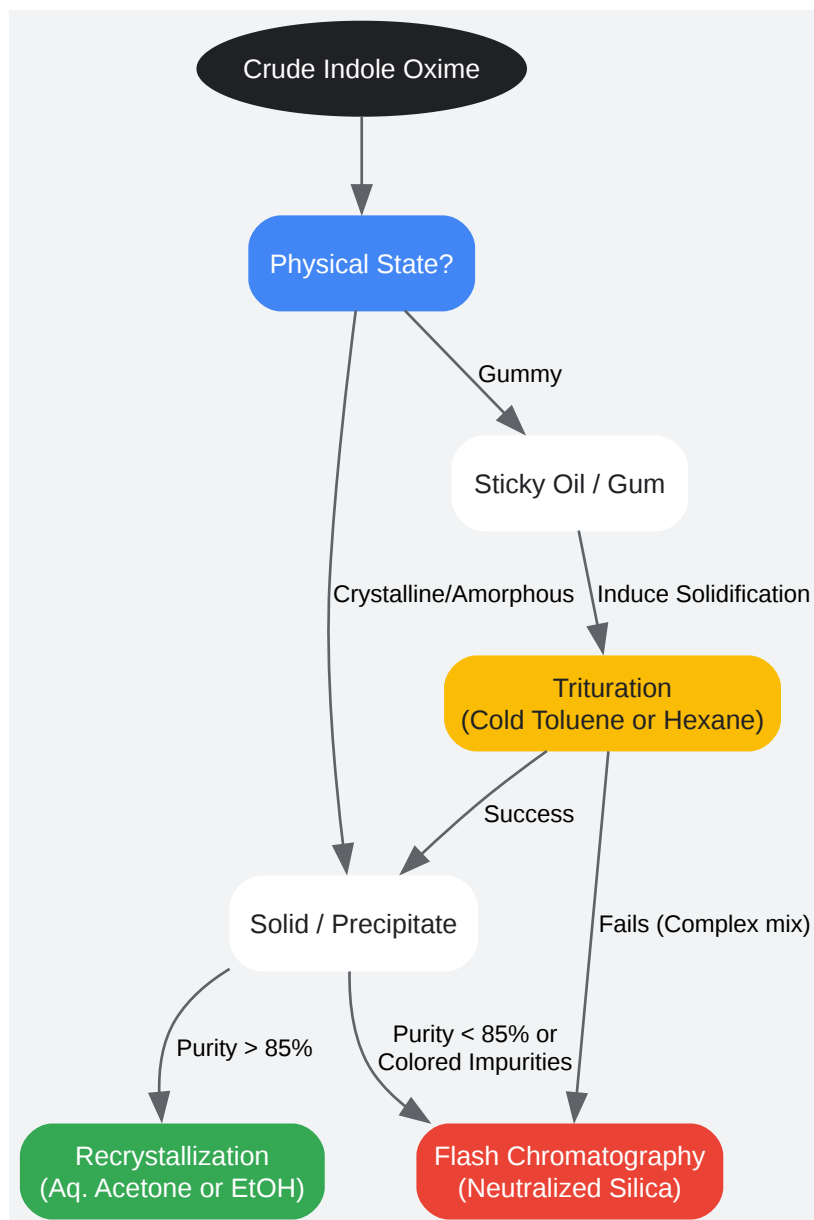 Crude Indole Oxime
Physical State?
Gummy
Sticky Oil / Gum
Crystalline/Amorphous
Induce Solidification
Trituration
(Cold Toluene or Hexane)
Success
Solid / Precipitate
Fails (Complex mix)
Purity > 85%
Purity < 85% or
Colored Impurities
Recrystallization
(Aq. Acetone or EtOH)
Flash Chromatography
(Neutralized Silica)